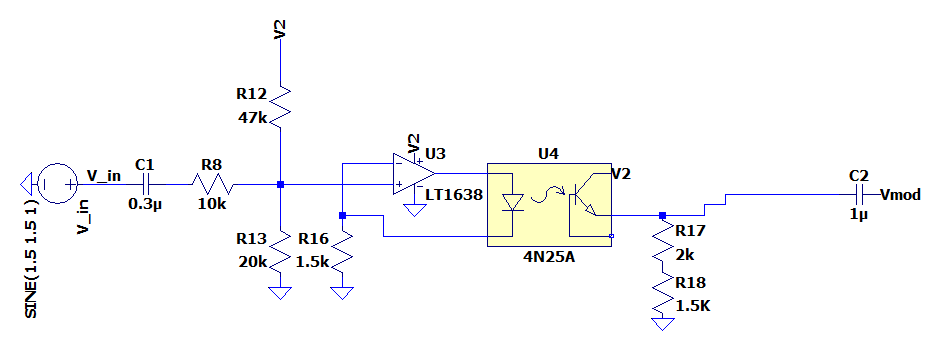 V2
R12
47k
V2
U3
U4
C1
R8
V_in
V2
C2
LT1638
Vmod
0.3µ
10k
1µ
V_in
R13
R16
R17
20k
1.5k
4N25A
2k
SINE(1.5 1.5 1)
R18
1.5K